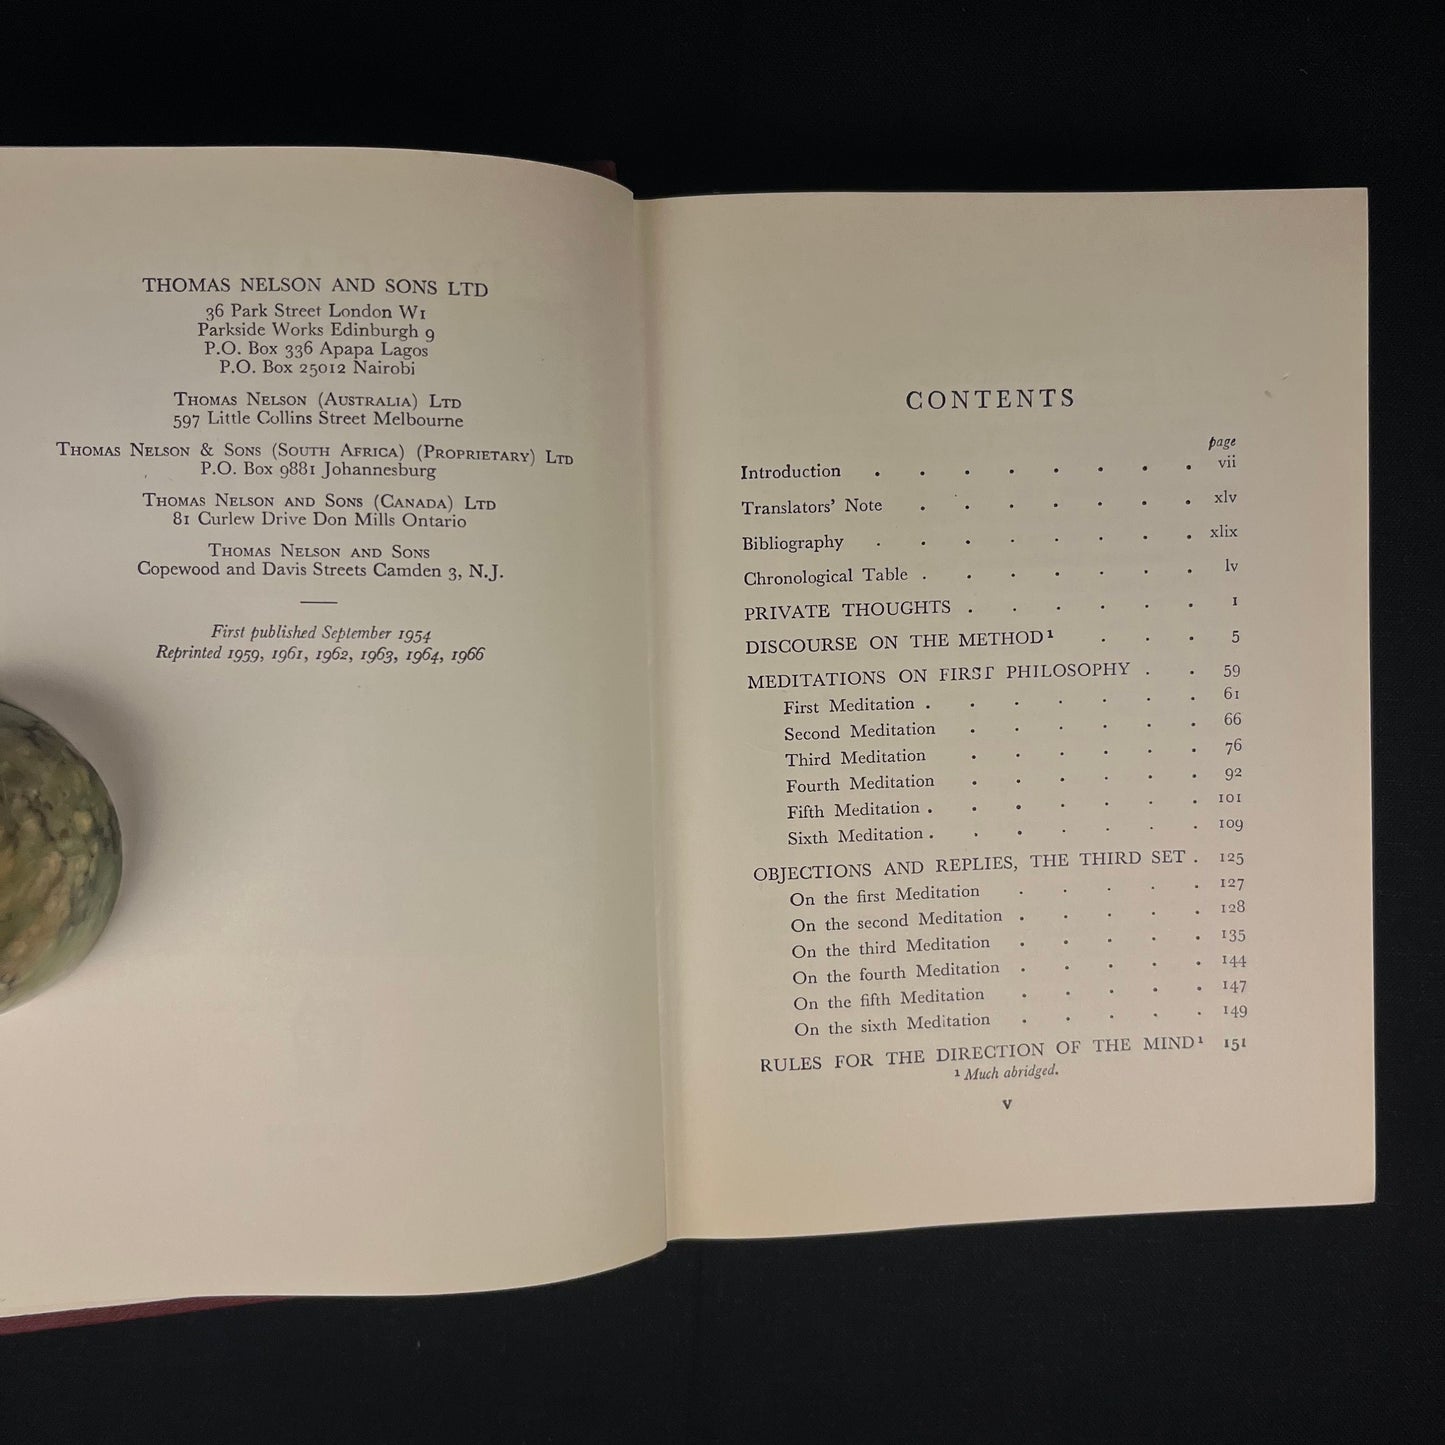 THOMAS NELSON AND SONS LTD
36 Park Street London W1
Parkside Works Edinburgh 9
P.O. Box 336 Apapa Lagos
P.O. Box 25012 Nairobi
THOMAS NELSON (AUSTRALIA) LTD
597 Little Collins Street Melbourne
THOMAS NELSON & SONS (SOUTH AFRICA) (PROPRIETARY) LTD
P.O. Box 9881 Johannesburg
THOMAS NELSON AND SONS (CANADA) LTD
81 Curlew Drive Don Mills Ontario
THOMAS NELSON AND SONS
Copewood and Davis Streets Camden 3, N.J.
First published September 1954
Reprinted 1959, 1961, 1962, 1963, 1964, 1966
CONTENTS
page
Introduction . . . . . . . . vii
Translators' Note . . . . . . . xlv
Bibliography . . . . . . . . xlix
Chronological Table . . . . . . . lv
PRIVATE THOUGHTS . . . . . . 1
DISCOURSE ON THE METHOD¹ . . . 5
MEDITATIONS ON FIRST PHILOSOPHY . . 59
First Meditation . . . . . . . 61
Second Meditation . . . . . . 66
Third Meditation . . . . . . 76
Fourth Meditation . . . . . . 92
Fifth Meditation . . . . . . . 101
Sixth Meditation . . . . . . . 109
OBJECTIONS AND REPLIES, THE THIRD SET . 125
On the first Meditation . . . . . 127
On the second Meditation . . . . . 128
On the third Meditation . . . . . 135
On the fourth Meditation . . . . . 144
On the fifth Meditation . . . . . 147
On the sixth Meditation . . . . . 149
RULES FOR THE DIRECTION OF THE MIND¹ 151
¹ Much abridged.
v